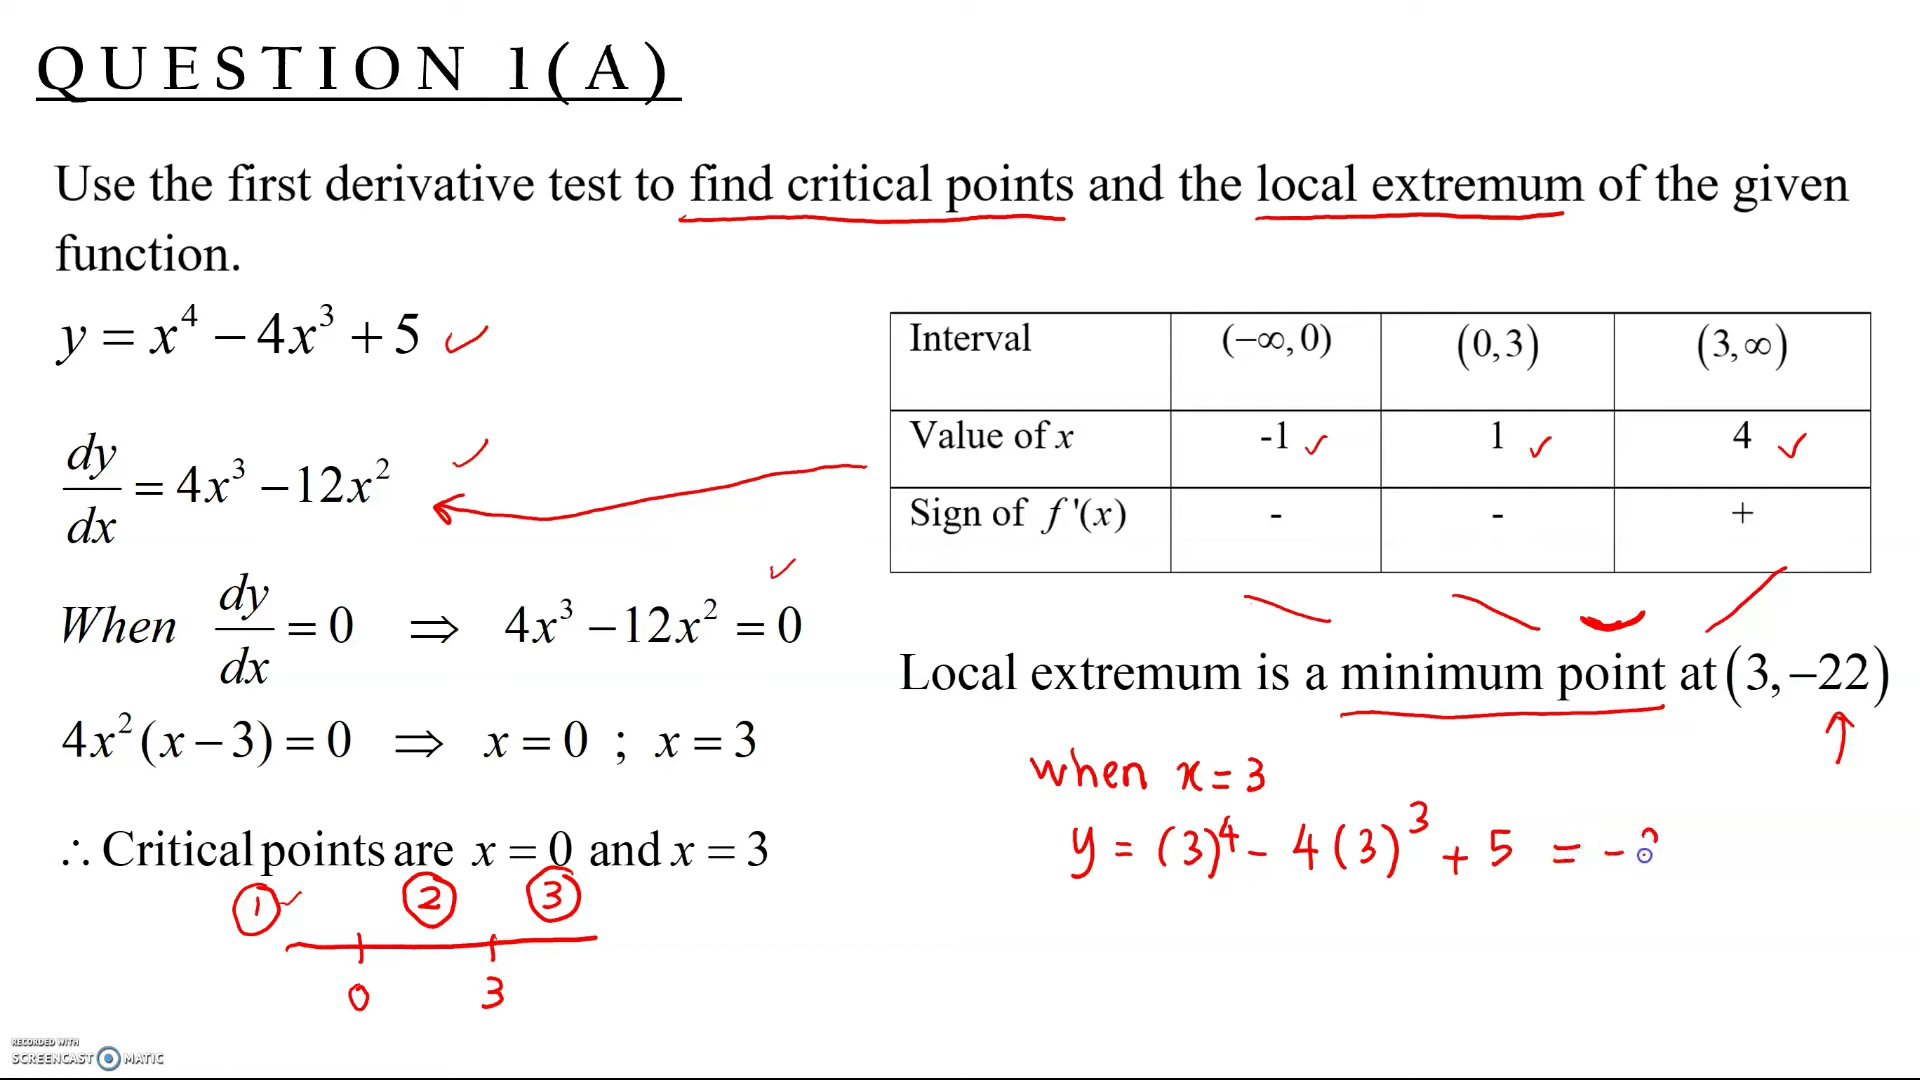 QUESTION 1(A)
Use the first derivative test to find critical points and the local extremum of the given
function.
y = x⁴ − 4x³ + 5
dy/dx = 4x³ − 12x²
When dy/dx = 0 ⇒ 4x³ − 12x² = 0
4x²(x − 3) = 0 ⇒ x = 0 ; x = 3
∴ Critical points are x = 0 and x = 3
1 2 3
0 3
Interval (−∞, 0) (0, 3) (3, ∞)
Value of x -1 1 4
Sign of f '(x) - - +
Local extremum is a minimum point at (3, −22)
when x = 3
y = (3)⁴ − 4(3)³ + 5 = −
RECORDED WITH
SCREENCAST MATIC